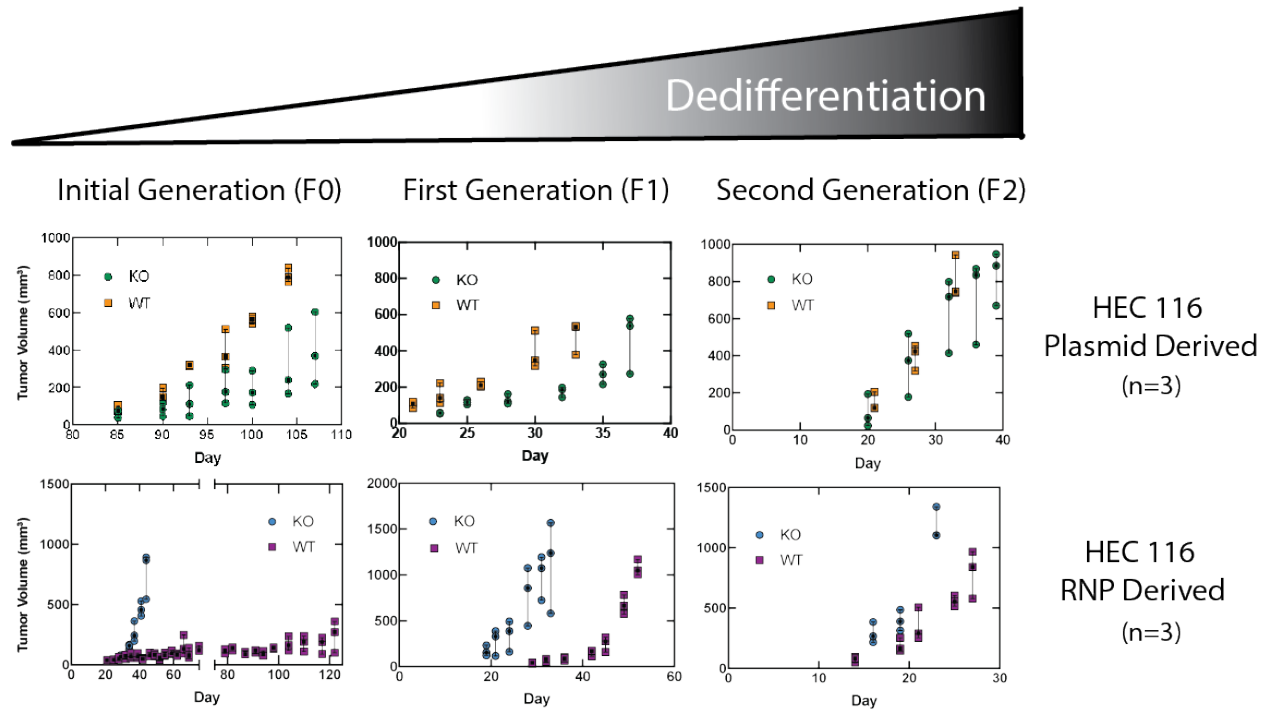 Dedifferentiation
Initial Generation (F0)
First Generation (F1)
Second Generation (F2)
Tumor Volume (mm³)
1000
800
600
400
200
0
KO
WT
80
85
90
95
100
105
110
Day
1000
800
600
400
200
0
KO
WT
20
25
30
35
40
Day
1000
800
600
400
200
0
KO
WT
0
10
20
30
40
Day
HEC 116
Plasmid Derived
(n=3)
Tumor Volume (mm³)
1500
1000
500
0
KO
WT
20
40
60
80
100
120
Day
2000
1500
1000
500
0
KO
WT
0
20
40
60
Day
1500
1000
500
0
KO
WT
0
10
20
30
Day
HEC 116
RNP Derived
(n=3)